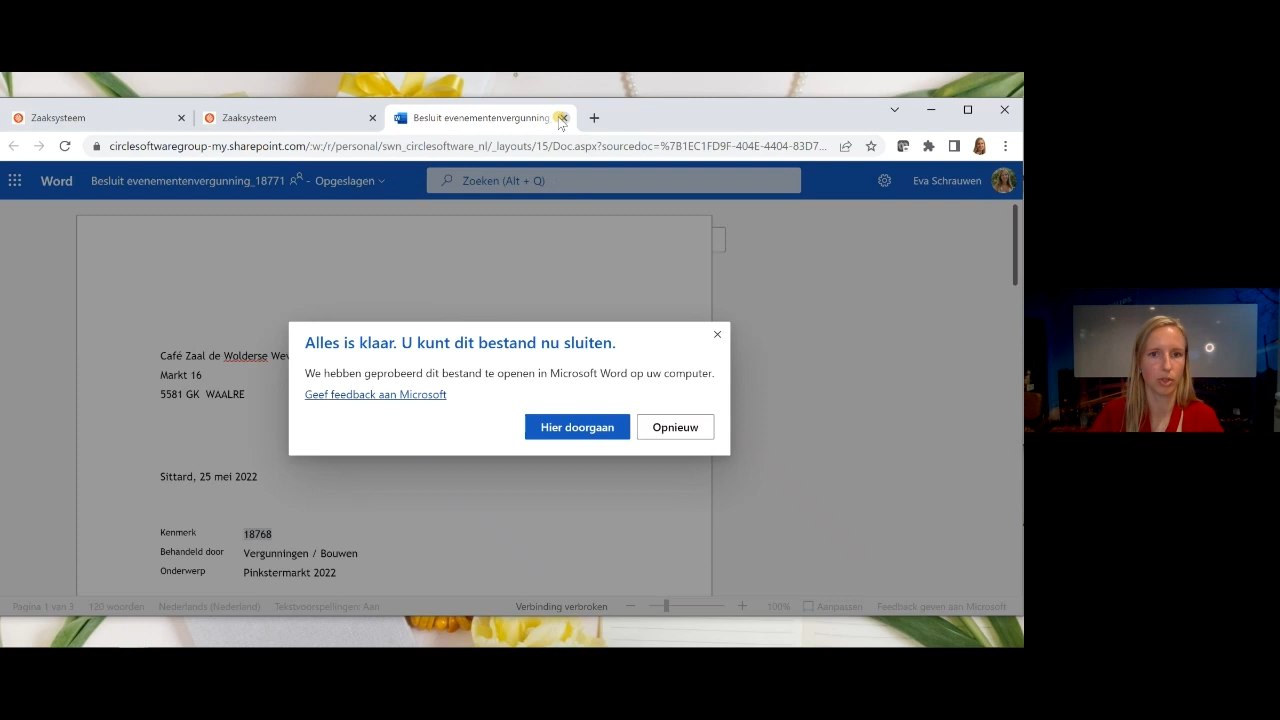 Zaaksysteem
Zaaksysteem
Besluit evenementenvergunning
circlesoftwaregroup-my.sharepoint.com/:w:/r/personal/swn_circlesoftware_nl/_layouts/15/Doc.aspx?sourcedoc=%7B1EC1FD9F-404E-4404-83D7...
Word
Besluit evenementenvergunning_18771 - Opgeslagen
Zoeken (Alt + Q)
Eva Schrauwen
Alles is klaar. U kunt dit bestand nu sluiten.
We hebben geprobeerd dit bestand te openen in Microsoft Word op uw computer.
Geef feedback aan Microsoft
Hier doorgaan
Opnieuw
Café Zaal de Wolderse Wev
Markt 16
5581 GK WAALRE
Sittard, 25 mei 2022
Kenmerk 18768
Behandeld door Vergunningen / Bouwen
Onderwerp Pinkstermarkt 2022
Pagina 1 van 3 120 woorden Nederlands (Nederland) Tekstvoorspellingen: Aan Verbinding verbroken 100% Aanpassen Feedback geven aan Microsoft